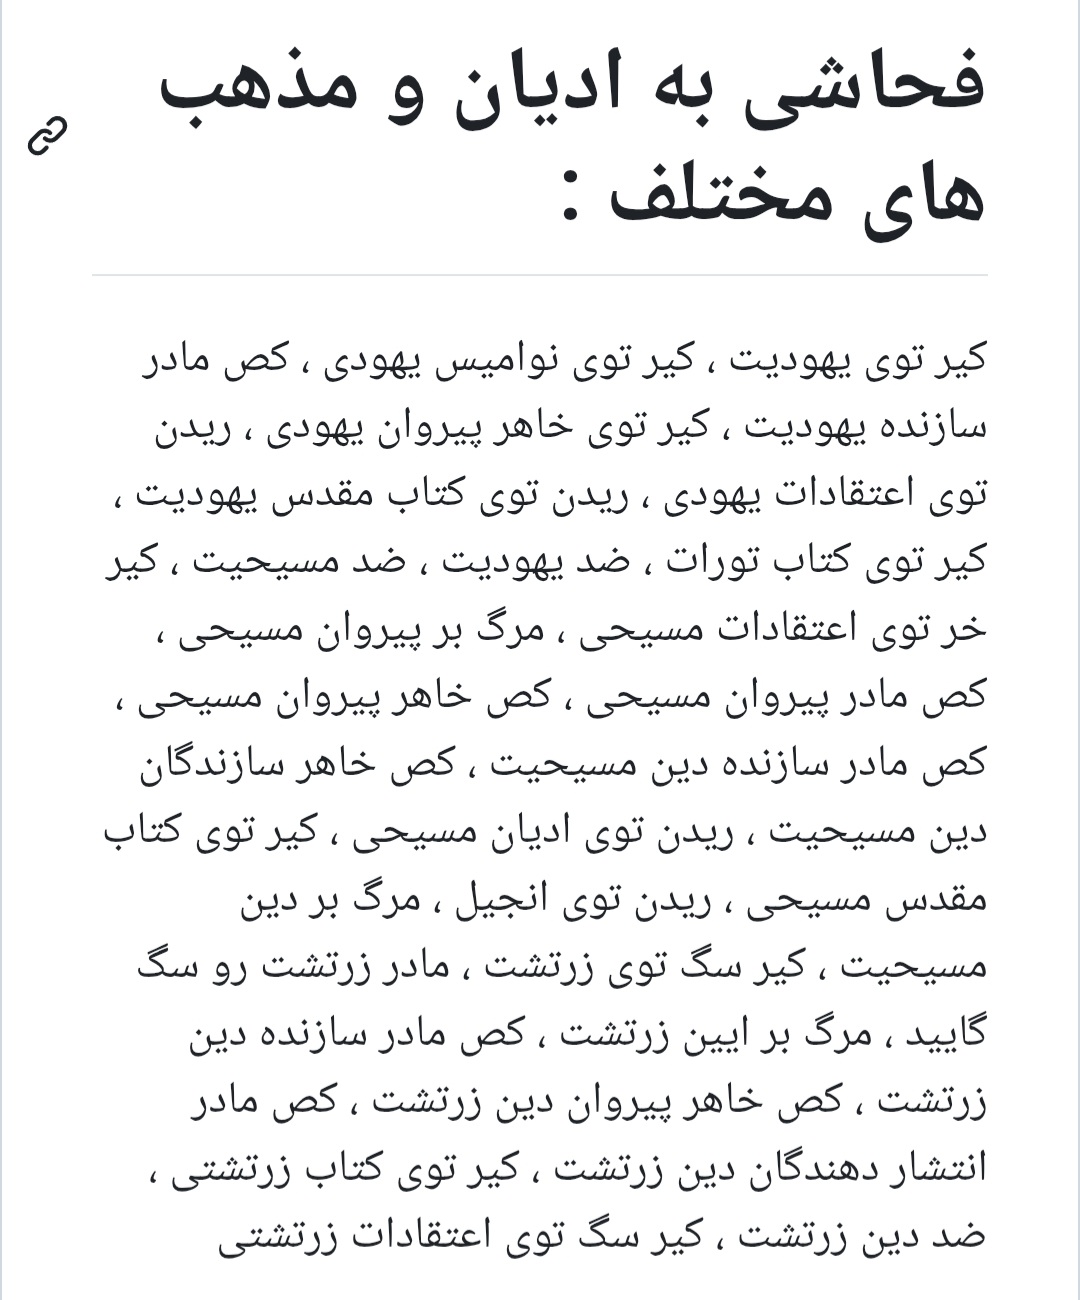 فحاشی به ادیان و مذهب
های مختلف :
کیر توی یهودیت ، کیر توی نوامیس یهودی ، کص مادر
سازنده یهودیت ، کیر توی خاهر پیروان یهودی ، ریدن
توی اعتقادات یهودی ، ریدن توی کتاب مقدس یهودیت ،
کیر توی کتاب تورات ، ضد یهودیت ، ضد مسیحیت ، کیر
خر توی اعتقادات مسیحی ، مرگ بر پیروان مسیحی ،
کص مادر پیروان مسیحی ، کص خاهر پیروان مسیحی ،
کص مادر سازنده دین مسیحیت ، کص خاهر سازندگان
دین مسیحیت ، ریدن توی ادیان مسیحی ، کیر توی کتاب
مقدس مسیحی ، ریدن توی انجیل ، مرگ بر دین
مسیحیت ، کیر سگ توی زرتشت ، مادر زرتشت رو سگ
گایید ، مرگ بر ایین زرتشت ، کص مادر سازنده دین
زرتشت ، کص خاهر پیروان دین زرتشت ، کص مادر
انتشار دهندگان دین زرتشت ، کیر توی کتاب زرتشتی ،
ضد دین زرتشت ، کیر سگ توی اعتقادات زرتشتی